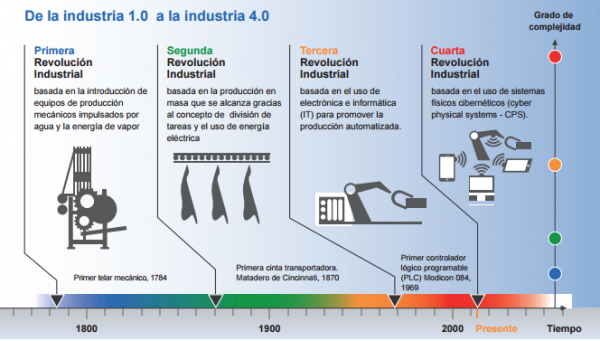 De la industria 1.0 a la industria 4.0
Grado de
complejidad
Primera
Revolución
Industrial
basada en la introducción de
equipos de producción
mecánicos impulsados por
agua y la energía de vapor
Segunda
Revolución
Industrial
basada en la producción en
masa que se alcanza gracias
al concepto de división de
tareas y el uso de energía
eléctrica
Tercera
Revolución
Industrial
basada en el uso de
electrónica e informática
(IT) para promover la
producción automatizada.
Cuarta
Revolución
Industrial
basada en el uso de sistemas
físicos cibernéticos (cyber
physical systems - CPS).
Primer telar mecánico, 1784
Primera cinta transportadora.
Matadero de Cincinnati, 1870
Primer controlador
lógico programable
(PLC) Modicon 084,
1969
1800
1900
2000
Presente
Tiempo